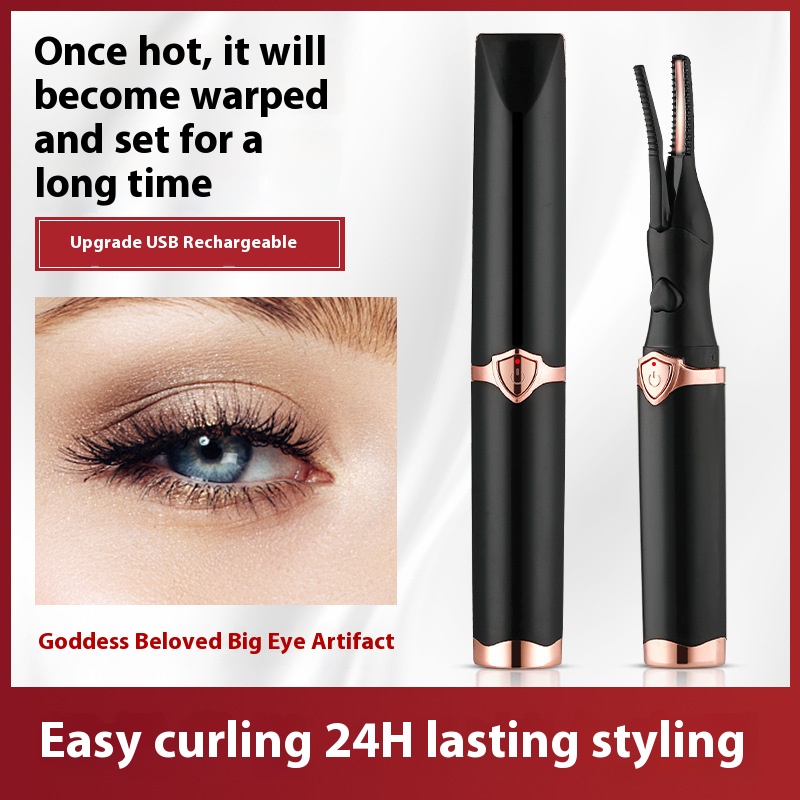 Once hot, it will
become warped
and set for a
long time
Upgrade USB Rechargeable
Goddess Beloved Big Eye Artifact
Easy curling 24H lasting styling